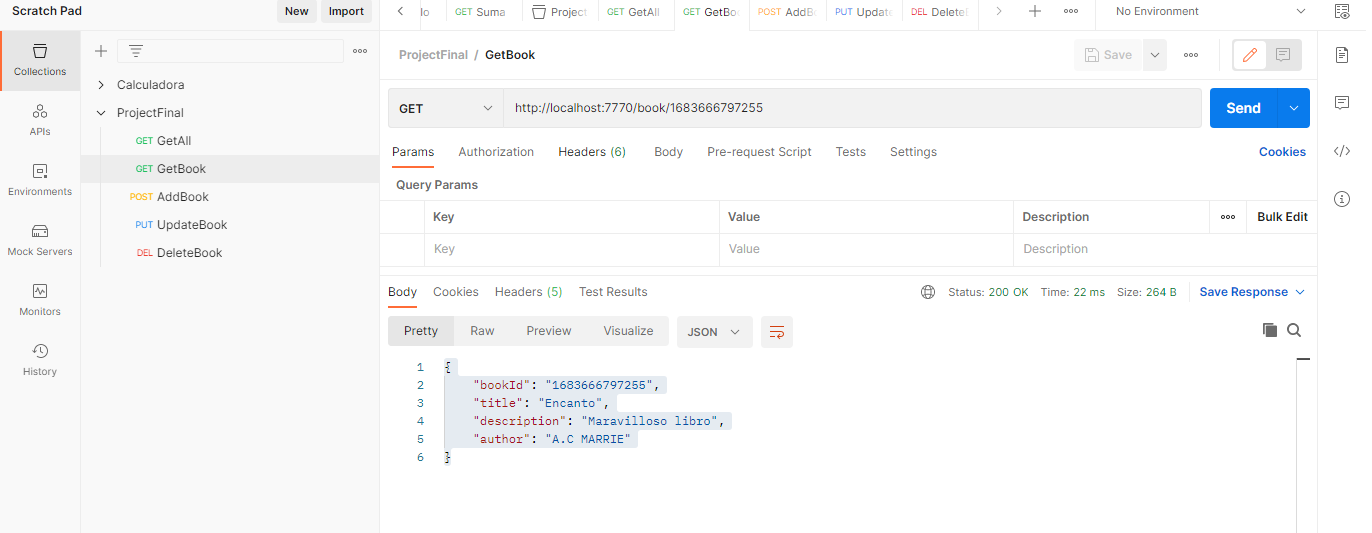 Scratch Pad New Import
lo GET Suma Project GET GetAll GET GetBoo POST AddB PUT Update DEL DeleteE No Environment
Collections
APIs
Environments
Mock Servers
Monitors
History
Calculadora
ProjectFinal
GET GetAll
GET GetBook
POST AddBook
PUT UpdateBook
DEL DeleteBook
ProjectFinal / GetBook Save
GET http://localhost:7770/book/1683666797255 Send
Params Authorization Headers (6) Body Pre-request Script Tests Settings Cookies
Query Params
Key Value Description Bulk Edit
Key Value Description
Body Cookies Headers (5) Test Results Status: 200 OK Time: 22 ms Size: 264 B Save Response
Pretty Raw Preview Visualize JSON
1 {
2 "bookId": "1683666797255",
3 "title": "Encanto",
4 "description": "Maravilloso libro",
5 "author": "A.C MARRIE"
6 }